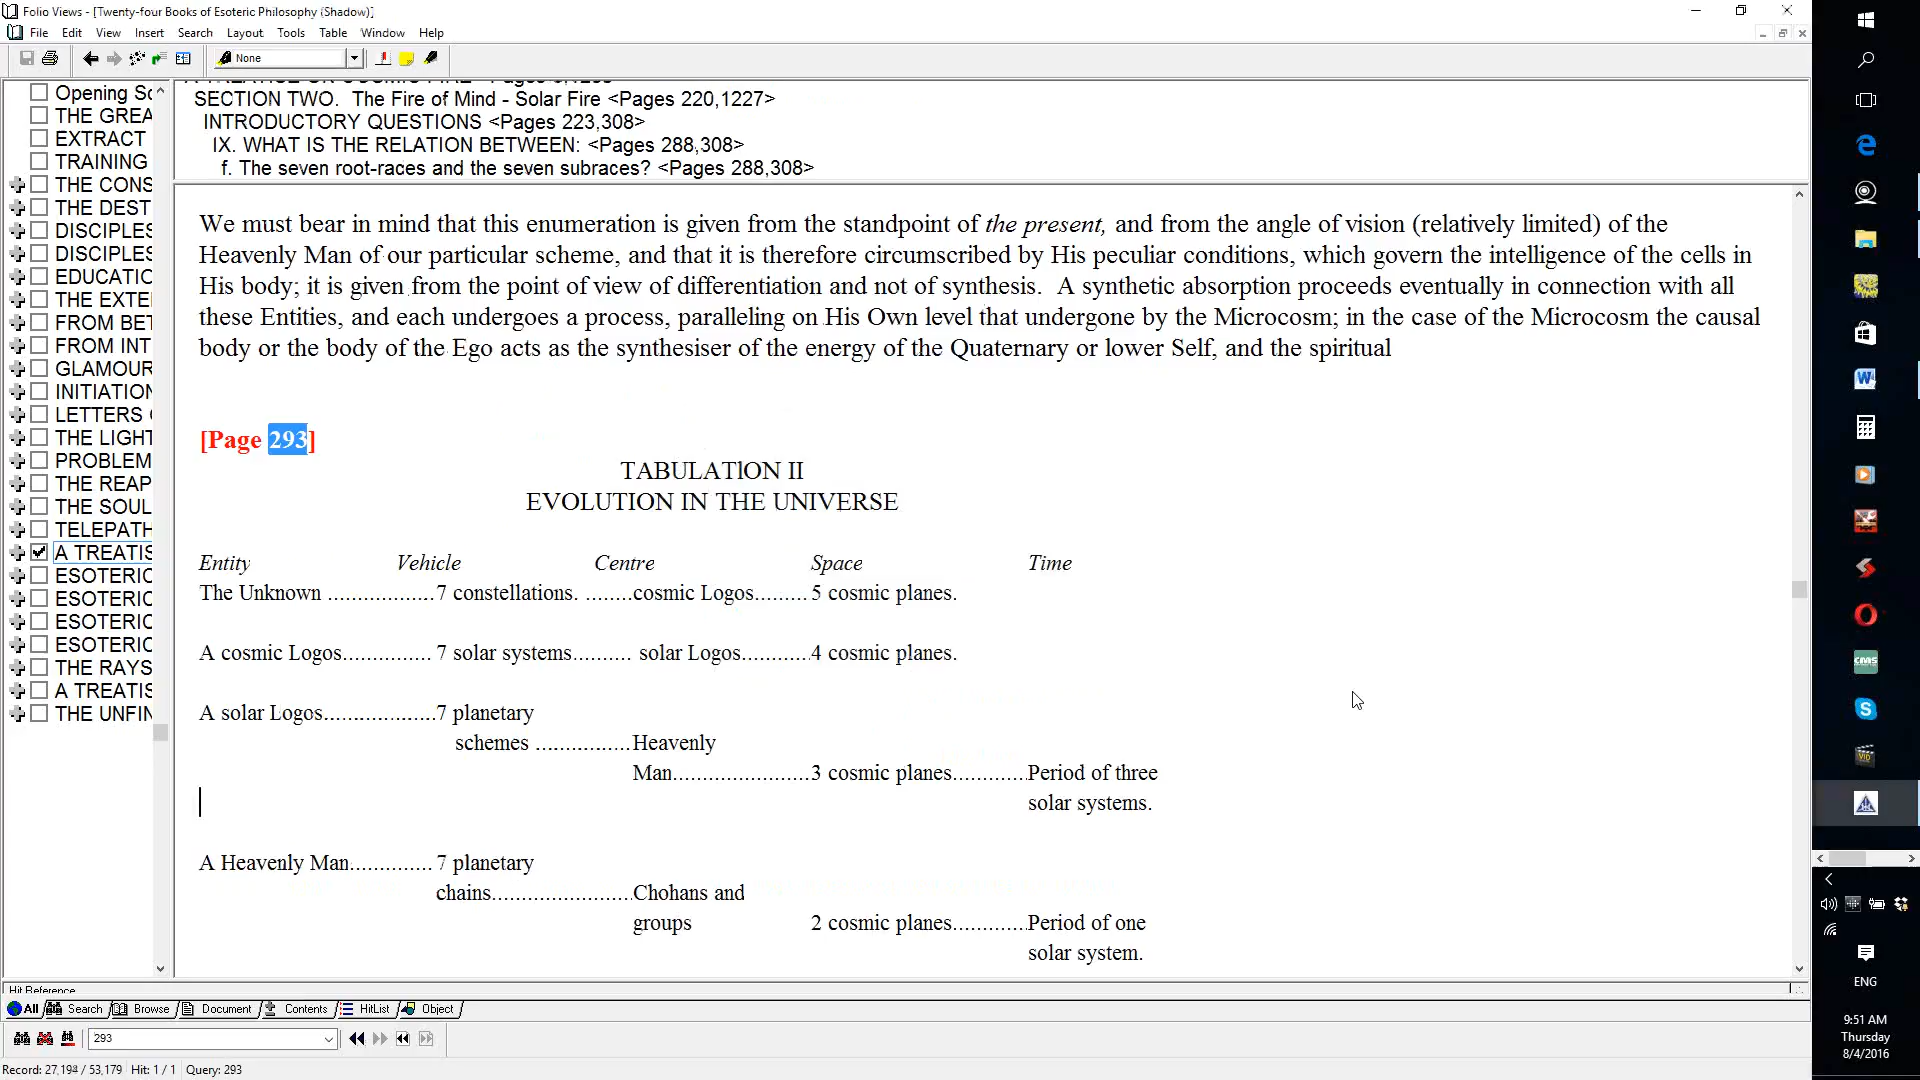 Folio Views - [Twenty-four Books of Esoteric Philosophy (Shadow)]
File Edit View Insert Search Layout Tools Table Window Help
None
Opening Sc
THE GREA
EXTRACT
TRAINING
THE CONS
THE DEST
DISCIPLES
DISCIPLES
EDUCATIO
THE EXTE
FROM BET
FROM INT
GLAMOUR
INITIATION
LETTERS
THE LIGHT
PROBLEM
THE REAP
THE SOUL
TELEPATH
A TREATIS
ESOTERIC
ESOTERIC
ESOTERIC
ESOTERIC
THE RAYS
A TREATIS
THE UNFIN
SECTION TWO. The Fire of Mind - Solar Fire <Pages 220,1227>
INTRODUCTORY QUESTIONS <Pages 223,308>
IX. WHAT IS THE RELATION BETWEEN: <Pages 288,308>
f. The seven root-races and the seven subraces? <Pages 288,308>
We must bear in mind that this enumeration is given from the standpoint of the present, and from the angle of vision (relatively limited) of the
Heavenly Man of our particular scheme, and that it is therefore circumscribed by His peculiar conditions, which govern the intelligence of the cells in
His body; it is given from the point of view of differentiation and not of synthesis. A synthetic absorption proceeds eventually in connection with all
these Entities, and each undergoes a process, paralleling on His Own level that undergone by the Microcosm; in the case of the Microcosm the causal
body or the body of the Ego acts as the synthesiser of the energy of the Quaternary or lower Self, and the spiritual
[Page 293]
TABULATION II
EVOLUTION IN THE UNIVERSE
Entity Vehicle Centre Space Time
The Unknown ..................7 constellations. ........cosmic Logos.........5 cosmic planes.
A cosmic Logos............... 7 solar systems.......... solar Logos............4 cosmic planes.
A solar Logos...................7 planetary
schemes ................Heavenly
Man.......................3 cosmic planes............Period of three
solar systems.
A Heavenly Man.............. 7 planetary
chains........................Chohans and
groups 2 cosmic planes............Period of one
solar system.
Hit Reference
All Search Browse Document Contents HitList Object
293
Record: 27,194 / 53,179 Hit: 1 / 1 Query: 293
CMS
VID
ENG
9:51 AM
Thursday
8/4/2016